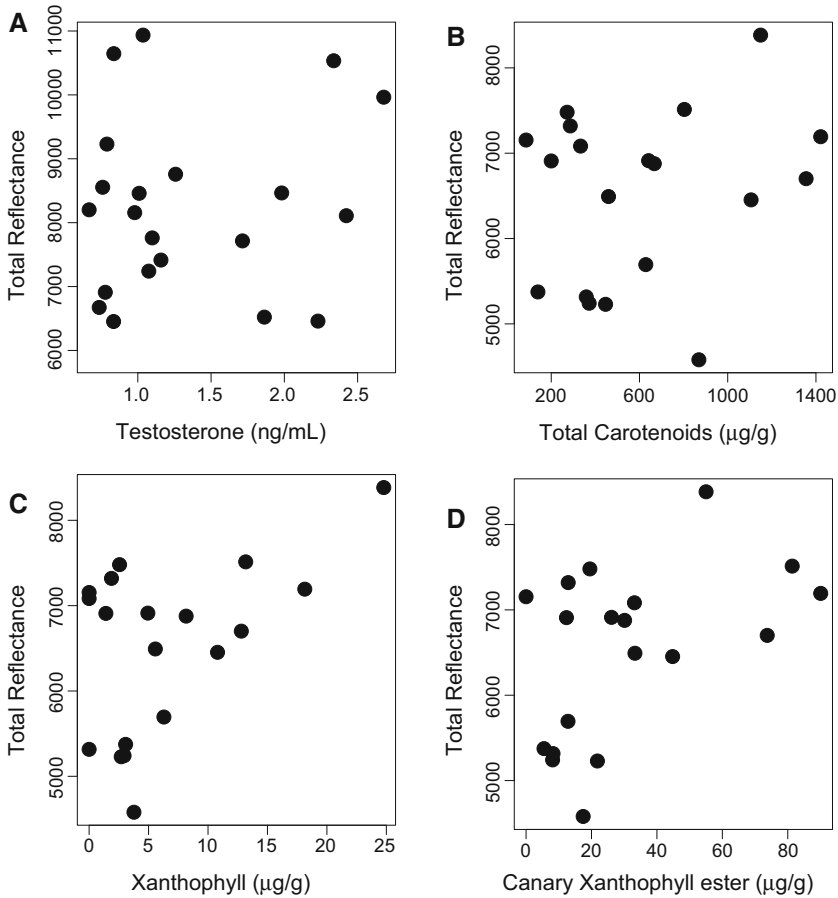 A
Total Reflectance
6000 7000 8000 9000 10000 11000
1.0 1.5 2.0 2.5
Testosterone (ng/mL)
B
Total Reflectance
5000 6000 7000 8000
200 600 1000 1400
Total Carotenoids (μg/g)
C
Total Reflectance
5000 6000 7000 8000
0 5 10 15 20 25
Xanthophyll (μg/g)
D
Total Reflectance
5000 6000 7000 8000
0 20 40 60 80
Canary Xanthophyll ester (μg/g)